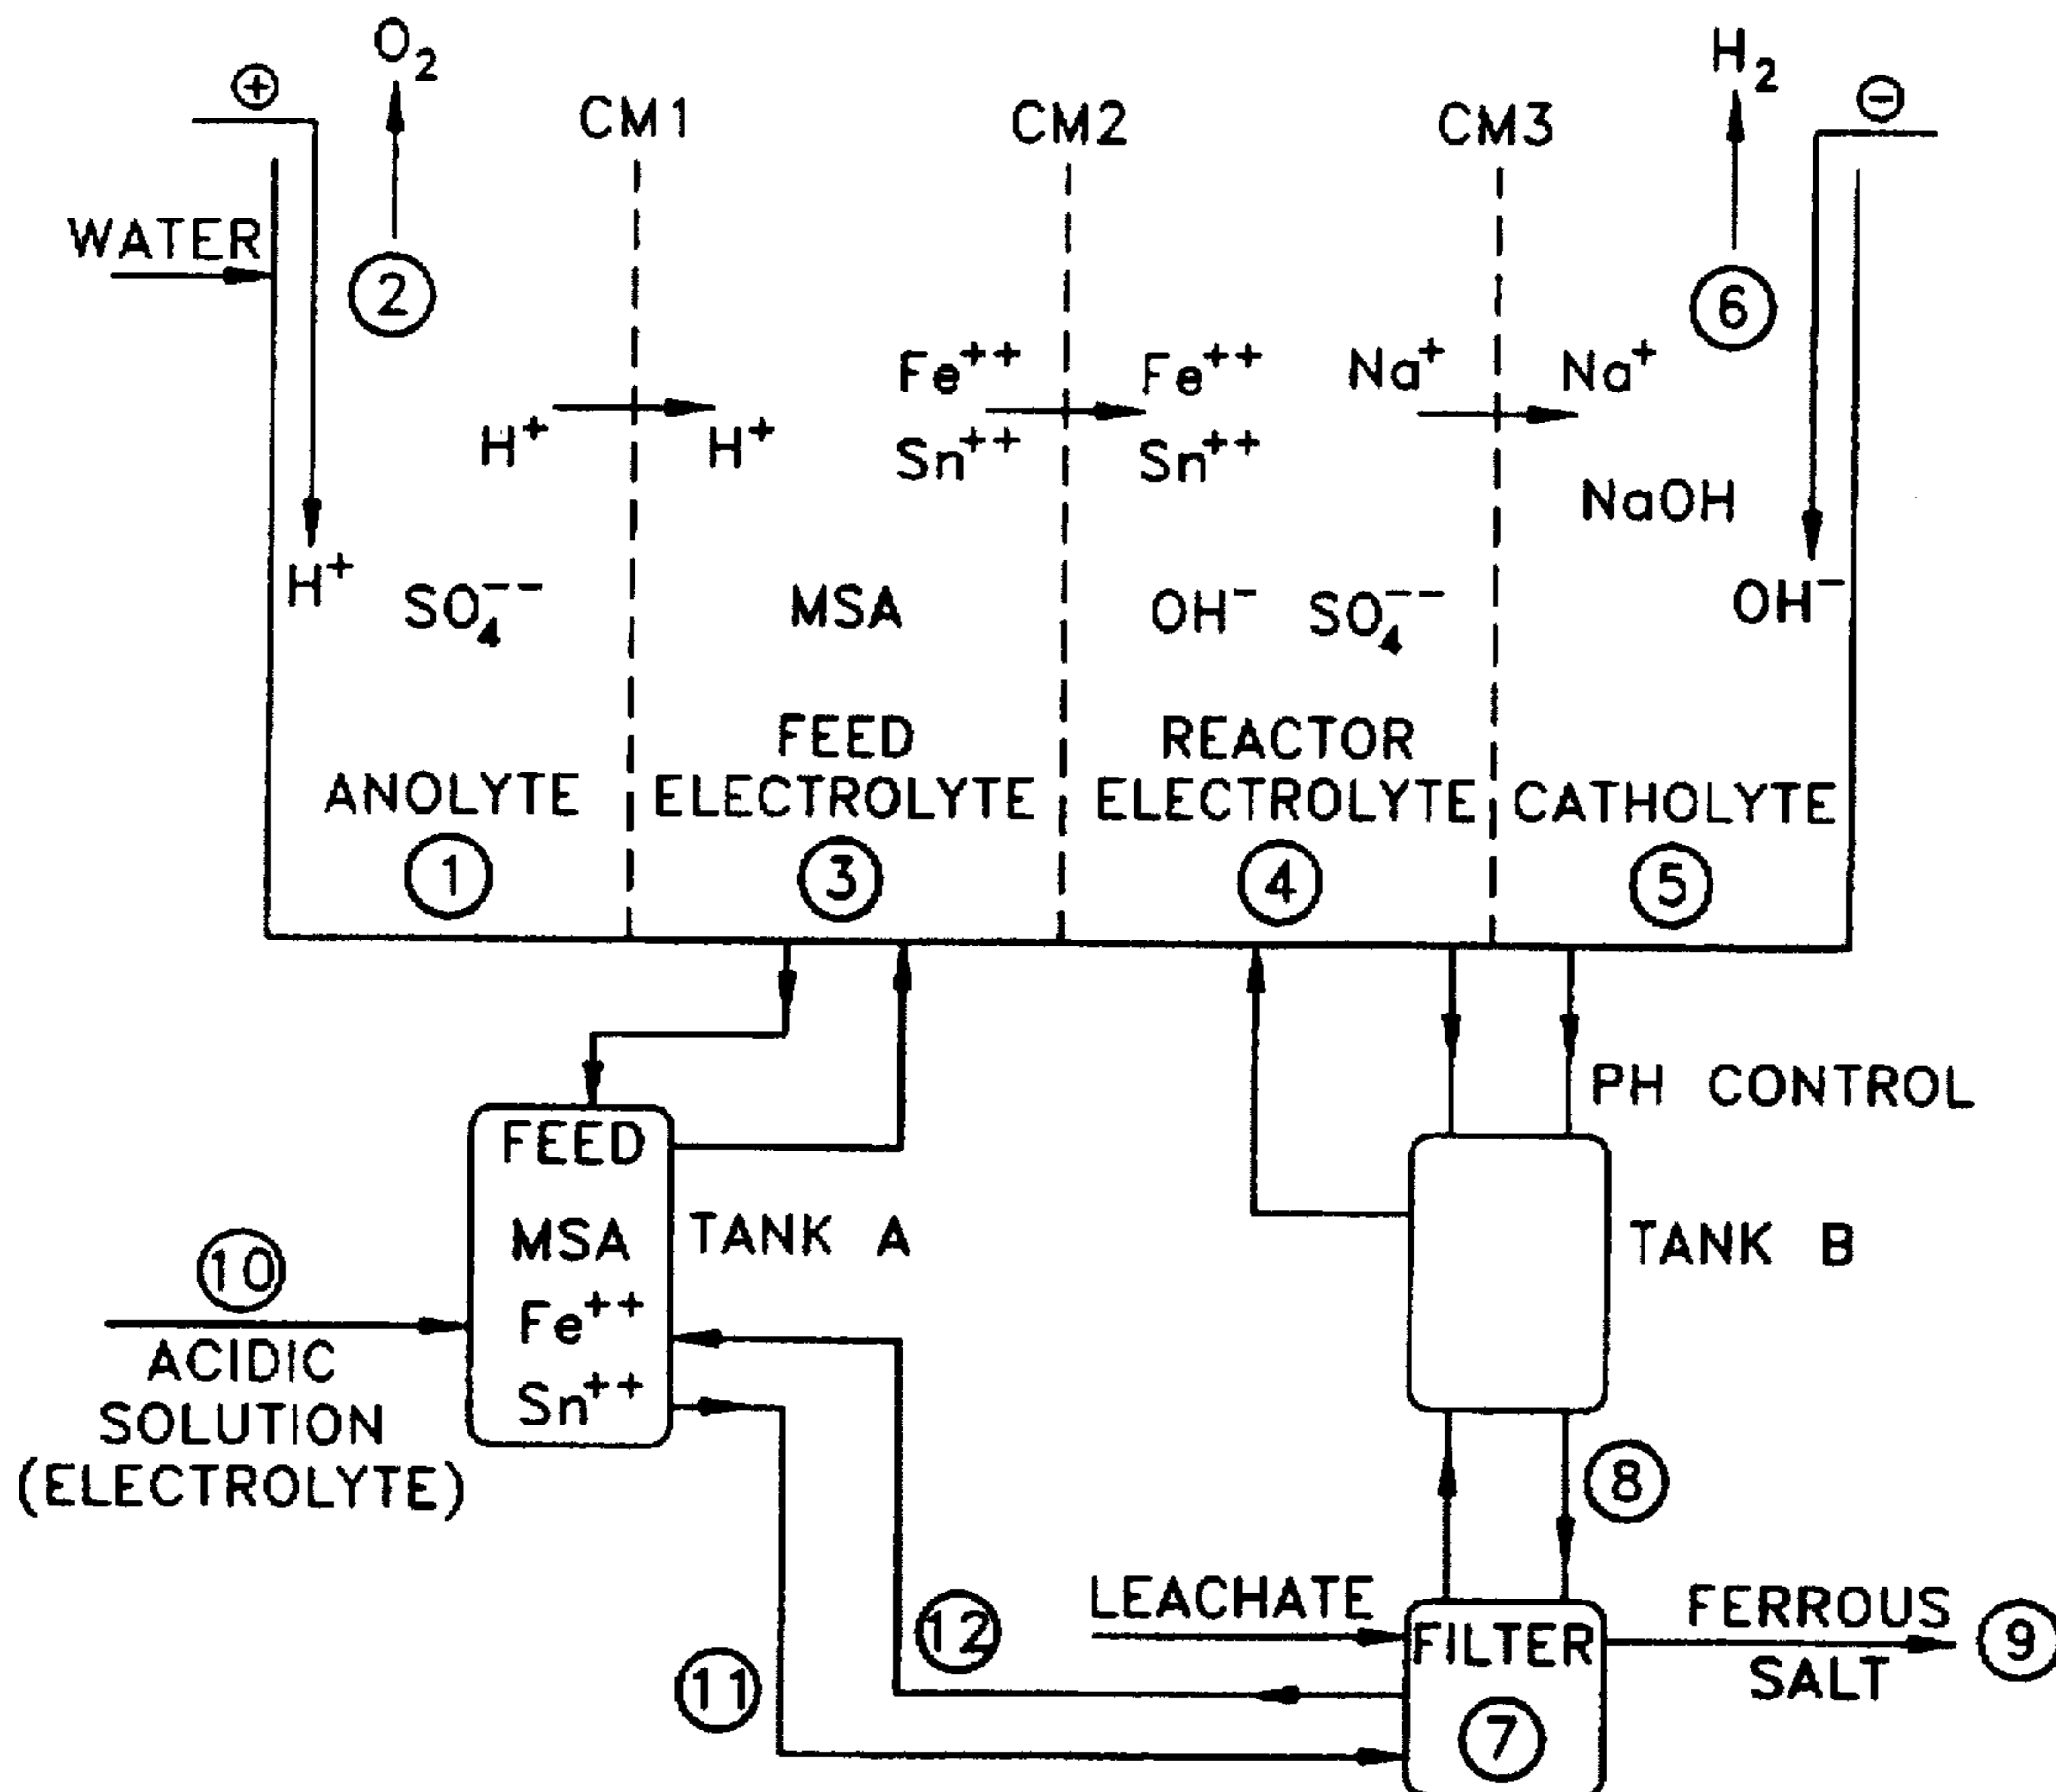 O₂
H₂
⊕
CM1
CM2
CM3
⊖
WATER
②
⑥
Fe⁺⁺
Fe⁺⁺
Na⁺
Na⁺
H⁺
H⁺
Sn⁺⁺
Sn⁺⁺
NaOH
H⁺
SO₄⁻⁻
MSA
OH⁻
SO₄⁻⁻
OH⁻
ANOLYTE
①
FEED
ELECTROLYTE
③
REACTOR
ELECTROLYTE
④
CATHOLYTE
⑤
PH CONTROL
FEED
MSA
Fe⁺⁺
Sn⁺⁺
TANK A
TANK B
⑩
ACIDIC
SOLUTION
(ELECTROLYTE)
⑧
LEACHATE
⑫
⑪
FILTER
⑦
FERROUS
SALT
⑨